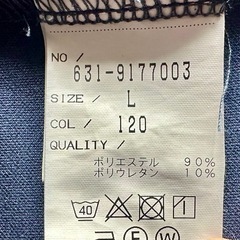 NO / 631-9177003
SIZE / L
COL / 120
QUALITY /
ポリエステル 90%
ポリウレタン 10%
40